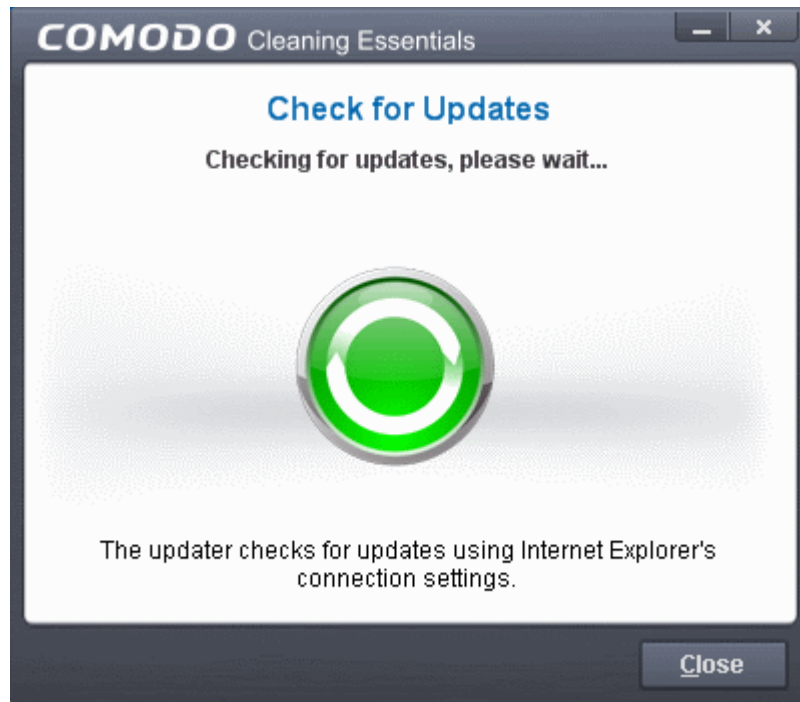 COMODO Cleaning Essentials
Check for Updates
Checking for updates, please wait...
The updater checks for updates using Internet Explorer's
connection settings.
Close